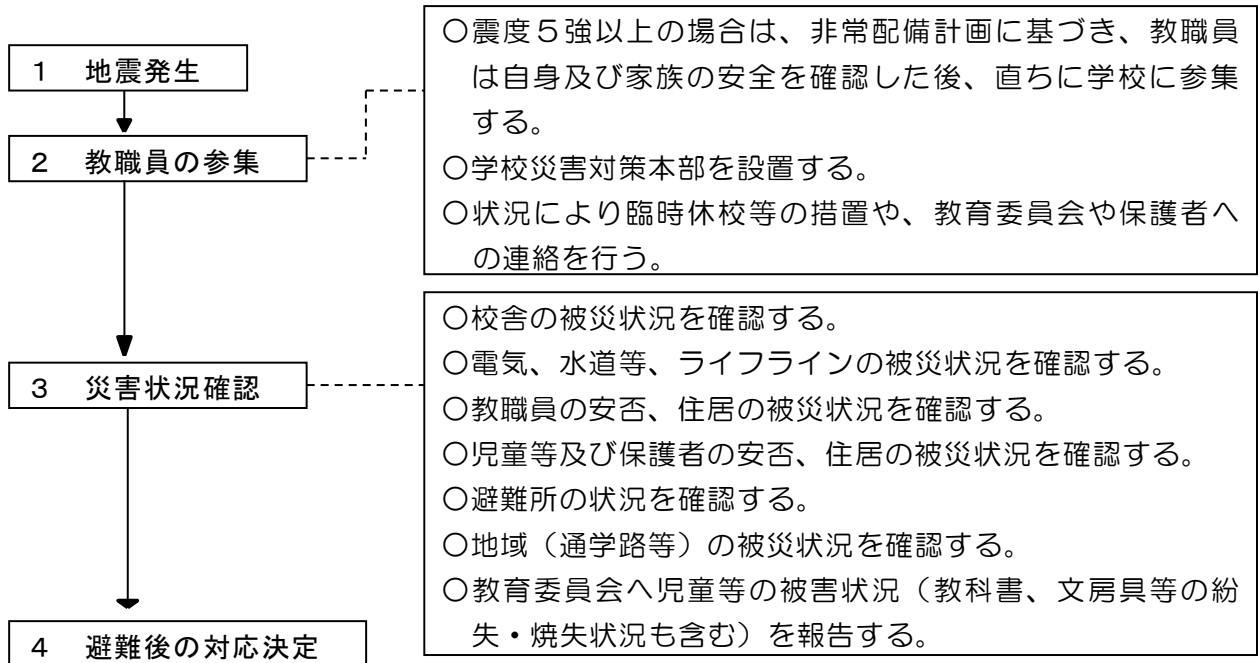 1 地震発生
2 教職員の参集
○震度5強以上の場合は、非常配備計画に基づき、教職員
は自身及び家族の安全を確認した後、直ちに学校に参集
する。
○学校災害対策本部を設置する。
○状況により臨時休校等の措置や、教育委員会や保護者へ
の連絡を行う。
3 災害状況確認
○校舎の被災状況を確認する。
○電気、水道等、ライフラインの被災状況を確認する。
○教職員の安否、住居の被災状況を確認する。
○児童等及び保護者の安否、住居の被災状況を確認する。
○避難所の状況を確認する。
○地域（通学路等）の被災状況を確認する。
○教育委員会へ児童等の被害状況（教科書、文房具等の紛
失・焼失状況も含む）を報告する。
4 避難後の対応決定